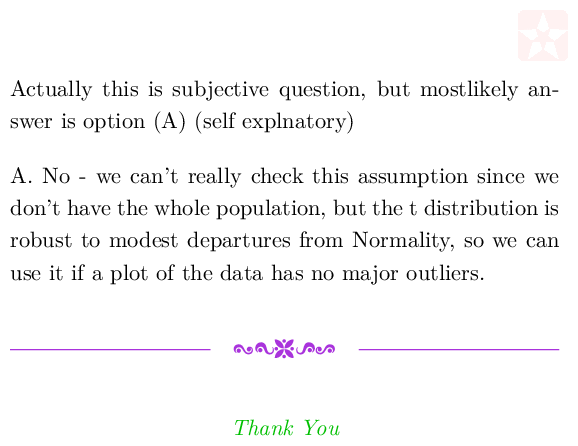 Actually this is subjective question, but mostlikely an-
swer is option (A) (self explnatory)
A. No - we can't really check this assumption since we
don't have the whole population, but the t distribution is
robust to modest departures from Normality, so we can
use it if a plot of the data has no major outliers.
Thank You